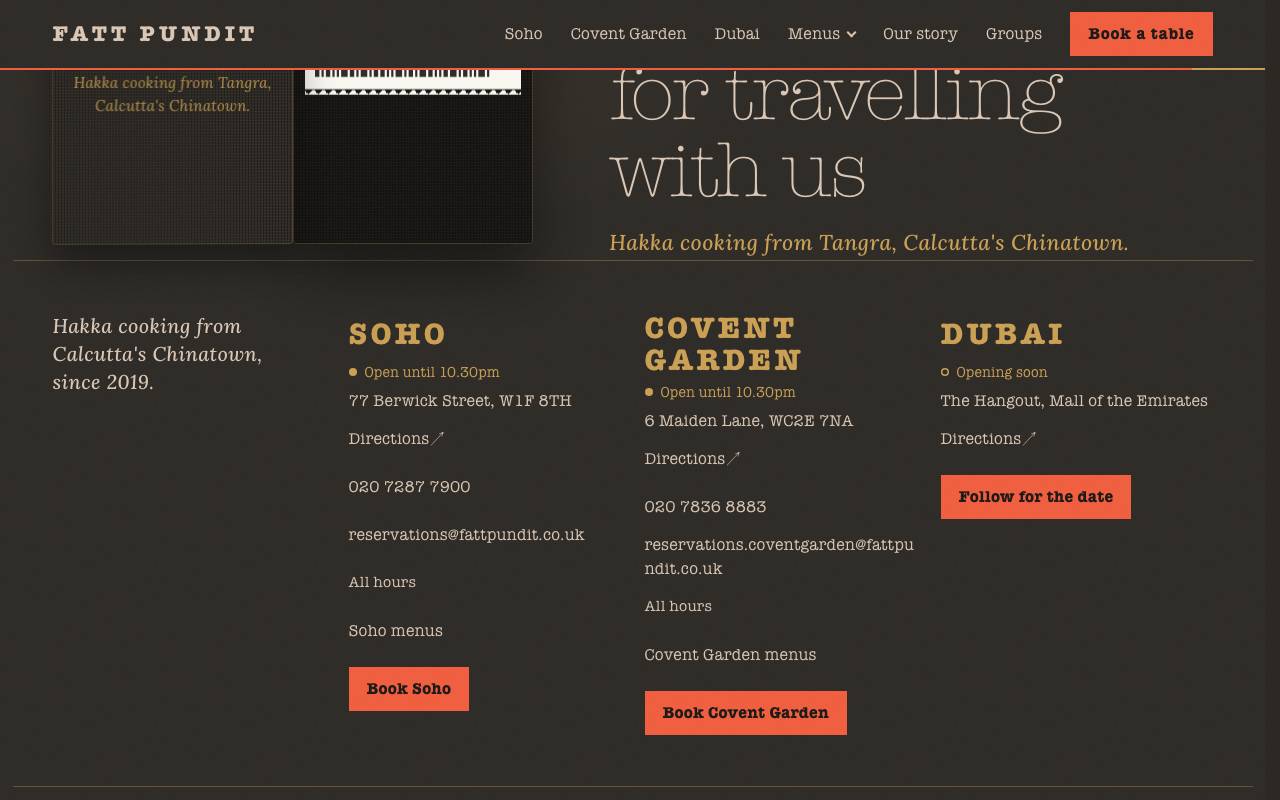 FATT PUNDIT
Soho
Covent Garden
Dubai
Menus
Our story
Groups
Book a table
Hakka cooking from Tangra,
Calcutta's Chinatown.
for travelling
with us
Hakka cooking from Tangra, Calcutta's Chinatown.
Hakka cooking from
Calcutta's Chinatown,
since 2019.
SOHO
Open until 10.30pm
77 Berwick Street, W1F 8TH
Directions↗
020 7287 7900
reservations@fattpundit.co.uk
All hours
Soho menus
Book Soho
COVENT
GARDEN
Open until 10.30pm
6 Maiden Lane, WC2E 7NA
Directions↗
020 7836 8883
reservations.coventgarden@fattpu
ndit.co.uk
All hours
Covent Garden menus
Book Covent Garden
DUBAI
Opening soon
The Hangout, Mall of the Emirates
Directions↗
Follow for the date